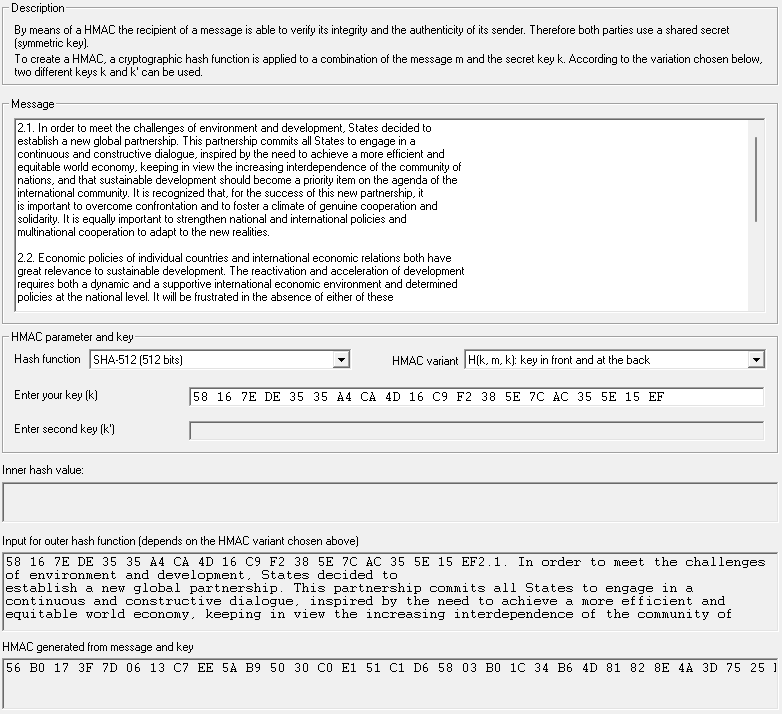 Description
By means of a HMAC the recipient of a message is able to verify its integrity and the authenticity of its sender. Therefore both parties use a shared secret
(symmetric key).
To create a HMAC, a cryptographic hash function is applied to a combination of the message m and the secret key k. According to the variation chosen below,
two different keys k and k' can be used.
Message
2.1. In order to meet the challenges of environment and development, States decided to
establish a new global partnership. This partnership commits all States to engage in a
continuous and constructive dialogue, inspired by the need to achieve a more efficient and
equitable world economy, keeping in view the increasing interdependence of the community of
nations, and that sustainable development should become a priority item on the agenda of the
international community. It is recognized that, for the success of this new partnership, it
is important to overcome confrontation and to foster a climate of genuine cooperation and
solidarity. It is equally important to strengthen national and international policies and
multinational cooperation to adapt to the new realities.
2.2. Economic policies of individual countries and international economic relations both have
great relevance to sustainable development. The reactivation and acceleration of development
requires both a dynamic and a supportive international economic environment and determined
policies at the national level. It will be frustrated in the absence of either of these
HMAC parameter and key
Hash function SHA-512 (512 bits) HMAC variant H(k, m, k): key in front and at the back
Enter your key (k) 58 16 7E DE 35 35 A4 CA 4D 16 C9 F2 38 5E 7C AC 35 5E 15 EF
Enter second key (k')
Inner hash value:
Input for outer hash function (depends on the HMAC variant chosen above)
58 16 7E DE 35 35 A4 CA 4D 16 C9 F2 38 5E 7C AC 35 5E 15 EF2.1. In order to meet the challenges
of environment and development, States decided to
establish a new global partnership. This partnership commits all States to engage in a
continuous and constructive dialogue, inspired by the need to achieve a more efficient and
equitable world economy, keeping in view the increasing interdependence of the community of
HMAC generated from message and key
56 B0 17 3F 7D 06 13 C7 EE 5A B9 50 30 C0 E1 51 C1 D6 58 03 B0 1C 34 B6 4D 81 82 8E 4A 3D 75 25